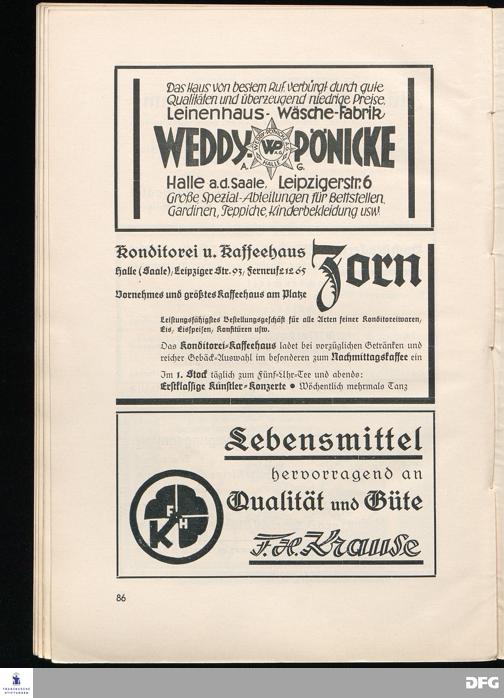 Das Haus von bestem Ruf, verbürgt durch gute
Qualitäten und überzeugend niedrige Preise.
Leinenhaus- Wäsche-Fabrik
WEDDY-PÖNICKE
A. G.
Halle a.d. Saale, Leipzigerstr. 6
Große Spezial-Abteilungen für Bettstellen,
Gardinen, Teppiche, Kinderbekleidung usw.
Konditorei u. Kaffeehaus Zorn
Halle (Saale), Leipziger Str. 93, Fernruf 21265
Vornehmes und größtes Kaffeehaus am Platze
Leistungsfähigstes Bestellungsgeschäft für alle Arten feiner Konditoreiwaren,
Eis, Eisspeisen, Konfitüren usw.
Das Konditorei-Kaffeehaus ladet bei vorzüglichen Getränken und
reicher Gebäck-Auswahl im besonderen zum Nachmittagskaffee ein
Im 1. Stock täglich zum Fünf-Uhr-Tee und abends:
Erstklassige Künstler-Konzerte • Wöchentlich mehrmals Tanz
Lebensmittel
hervorragend an
Qualität und Güte
F H K
F. H. Krause
86
FRANCKESCHE
STIFTUNGEN
DFG